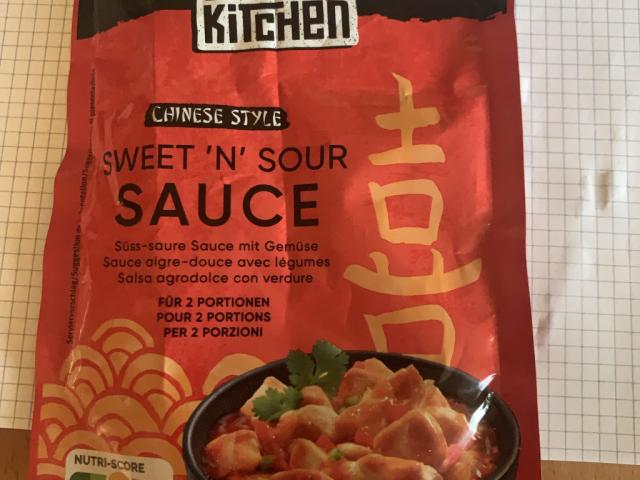 KITCHEN
CHINESE STYLE
SWEET 'N' SOUR
SAUCE
Süss-saure Sauce mit Gemüse
Sauce aigre-douce avec légumes
Salsa agrodolce con verdure
FÜR 2 PORTIONEN
POUR 2 PORTIONS
PER 2 PORZIONI
NUTRI-SCORE